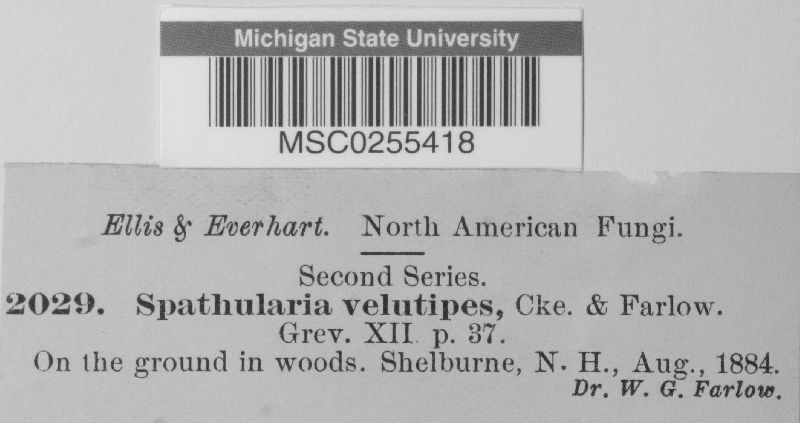 Michigan State University
MSC0255418
Ellis & Everhart. North American Fungi.
Second Series.
2029. Spathularia velutipes, Cke. & Farlow.
Grev. XII. p. 37.
On the ground in woods. Shelburne, N. H., Aug., 1884.
Dr. W. G. Farlow.